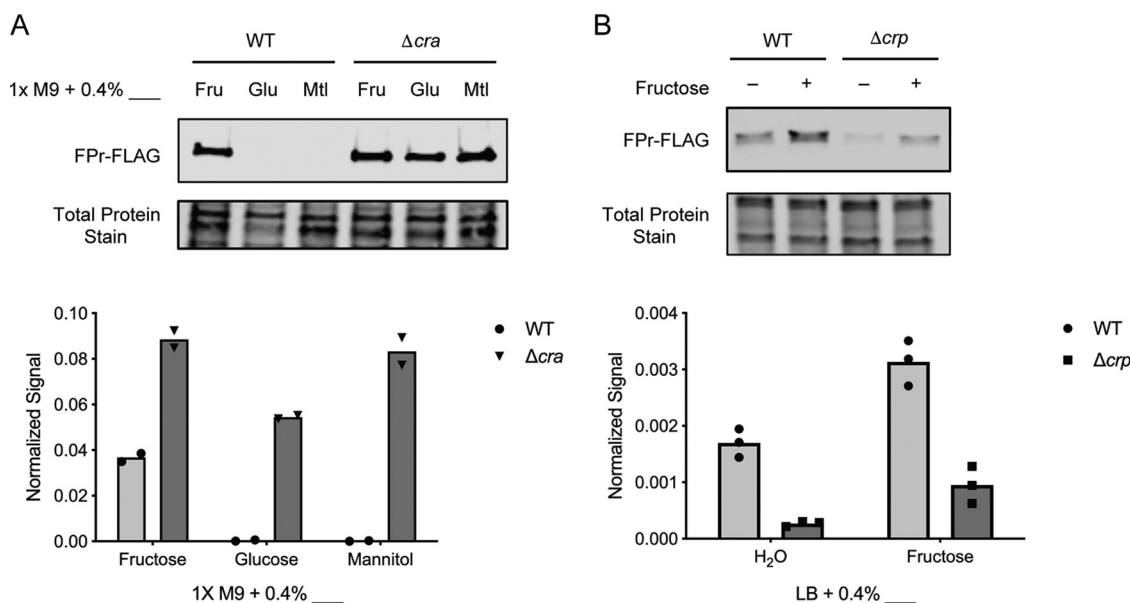 A
WT Δcra
1x M9 + 0.4% ___ Fru Glu Mtl Fru Glu Mtl
FPr-FLAG
Total Protein
Stain
0.10
0.08
0.06
0.04
0.02
0.00
Normalized Signal
WT
Δcra
Fructose Glucose Mannitol
1X M9 + 0.4% ___
B
WT Δcrp
Fructose – + – +
FPr-FLAG
Total Protein
Stain
0.004
0.003
0.002
0.001
0.000
Normalized Signal
WT
Δcrp
H₂O Fructose
LB + 0.4% ___